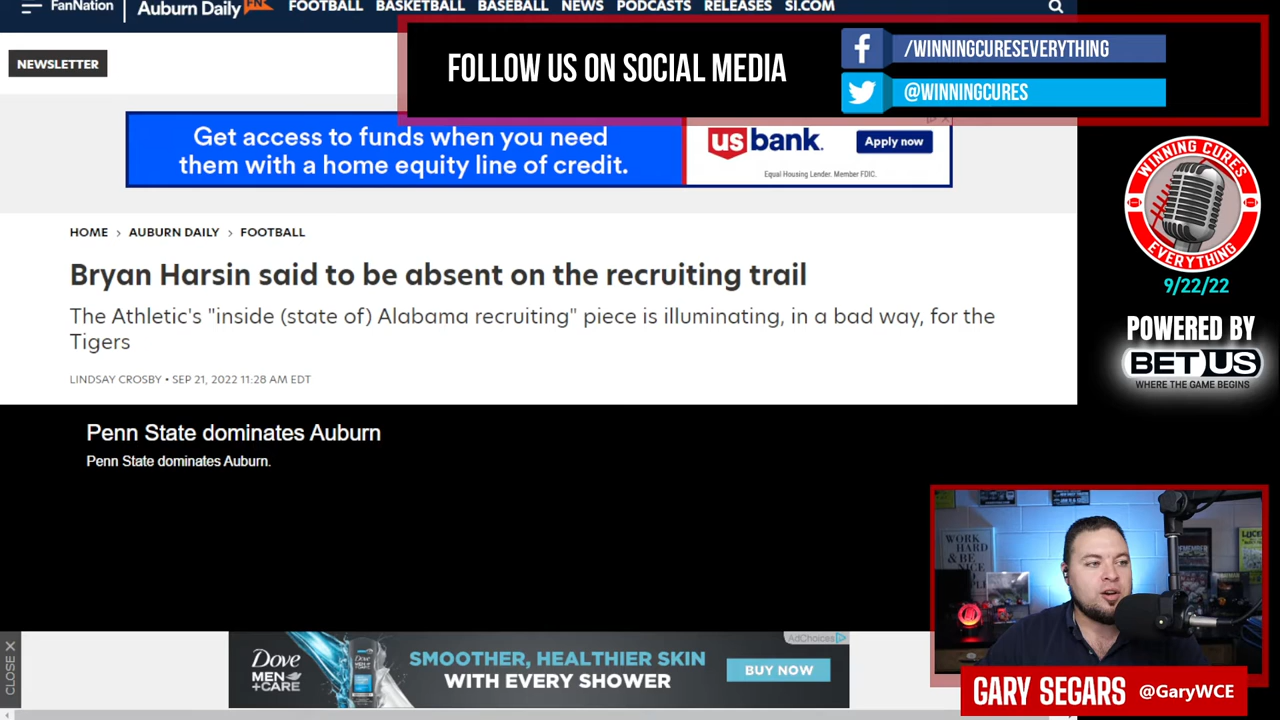 FanNation
Auburn Daily FN
FOOTBALL BASKETBALL BASEBALL NEWS PODCASTS RELEASES SI.COM
NEWSLETTER
FOLLOW US ON SOCIAL MEDIA
/WINNINGCURESEVERYTHING
@WINNINGCURES
Get access to funds when you need
them with a home equity line of credit.
us bank.
Apply now
Equal Housing Lender. Member FDIC.
WINNING CURES
EVERYTHING
9/22/22
POWERED BY
BETUS
WHERE THE GAME BEGINS
HOME > AUBURN DAILY > FOOTBALL
Bryan Harsin said to be absent on the recruiting trail
The Athletic's "inside (state of) Alabama recruiting" piece is illuminating, in a bad way, for the
Tigers
LINDSAY CROSBY • SEP 21, 2022 11:28 AM EDT
Penn State dominates Auburn
Penn State dominates Auburn.
WORK
HARD &
BE NICE
CLOSE X
Dove
MEN
+CARE
SMOOTHER, HEALTHIER SKIN
WITH EVERY SHOWER
BUY NOW
AdChoices
GARY SEGARS @GaryWCE